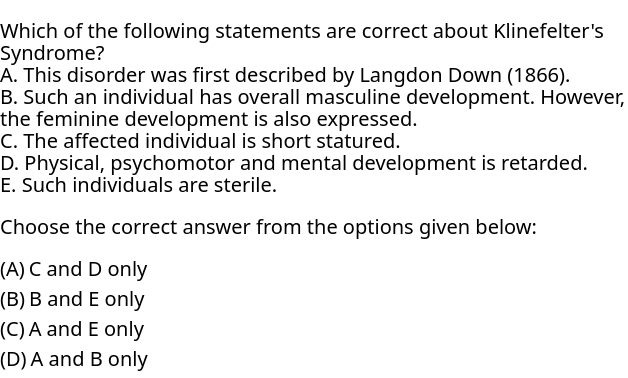 Which of the following statements are correct about Klinefelter's
Syndrome?
A. This disorder was first described by Langdon Down (1866).
B. Such an individual has overall masculine development. However,
the feminine development is also expressed.
C. The affected individual is short statured.
D. Physical, psychomotor and mental development is retarded.
E. Such individuals are sterile.
Choose the correct answer from the options given below:
(A) C and D only
(B) B and E only
(C) A and E only
(D) A and B only